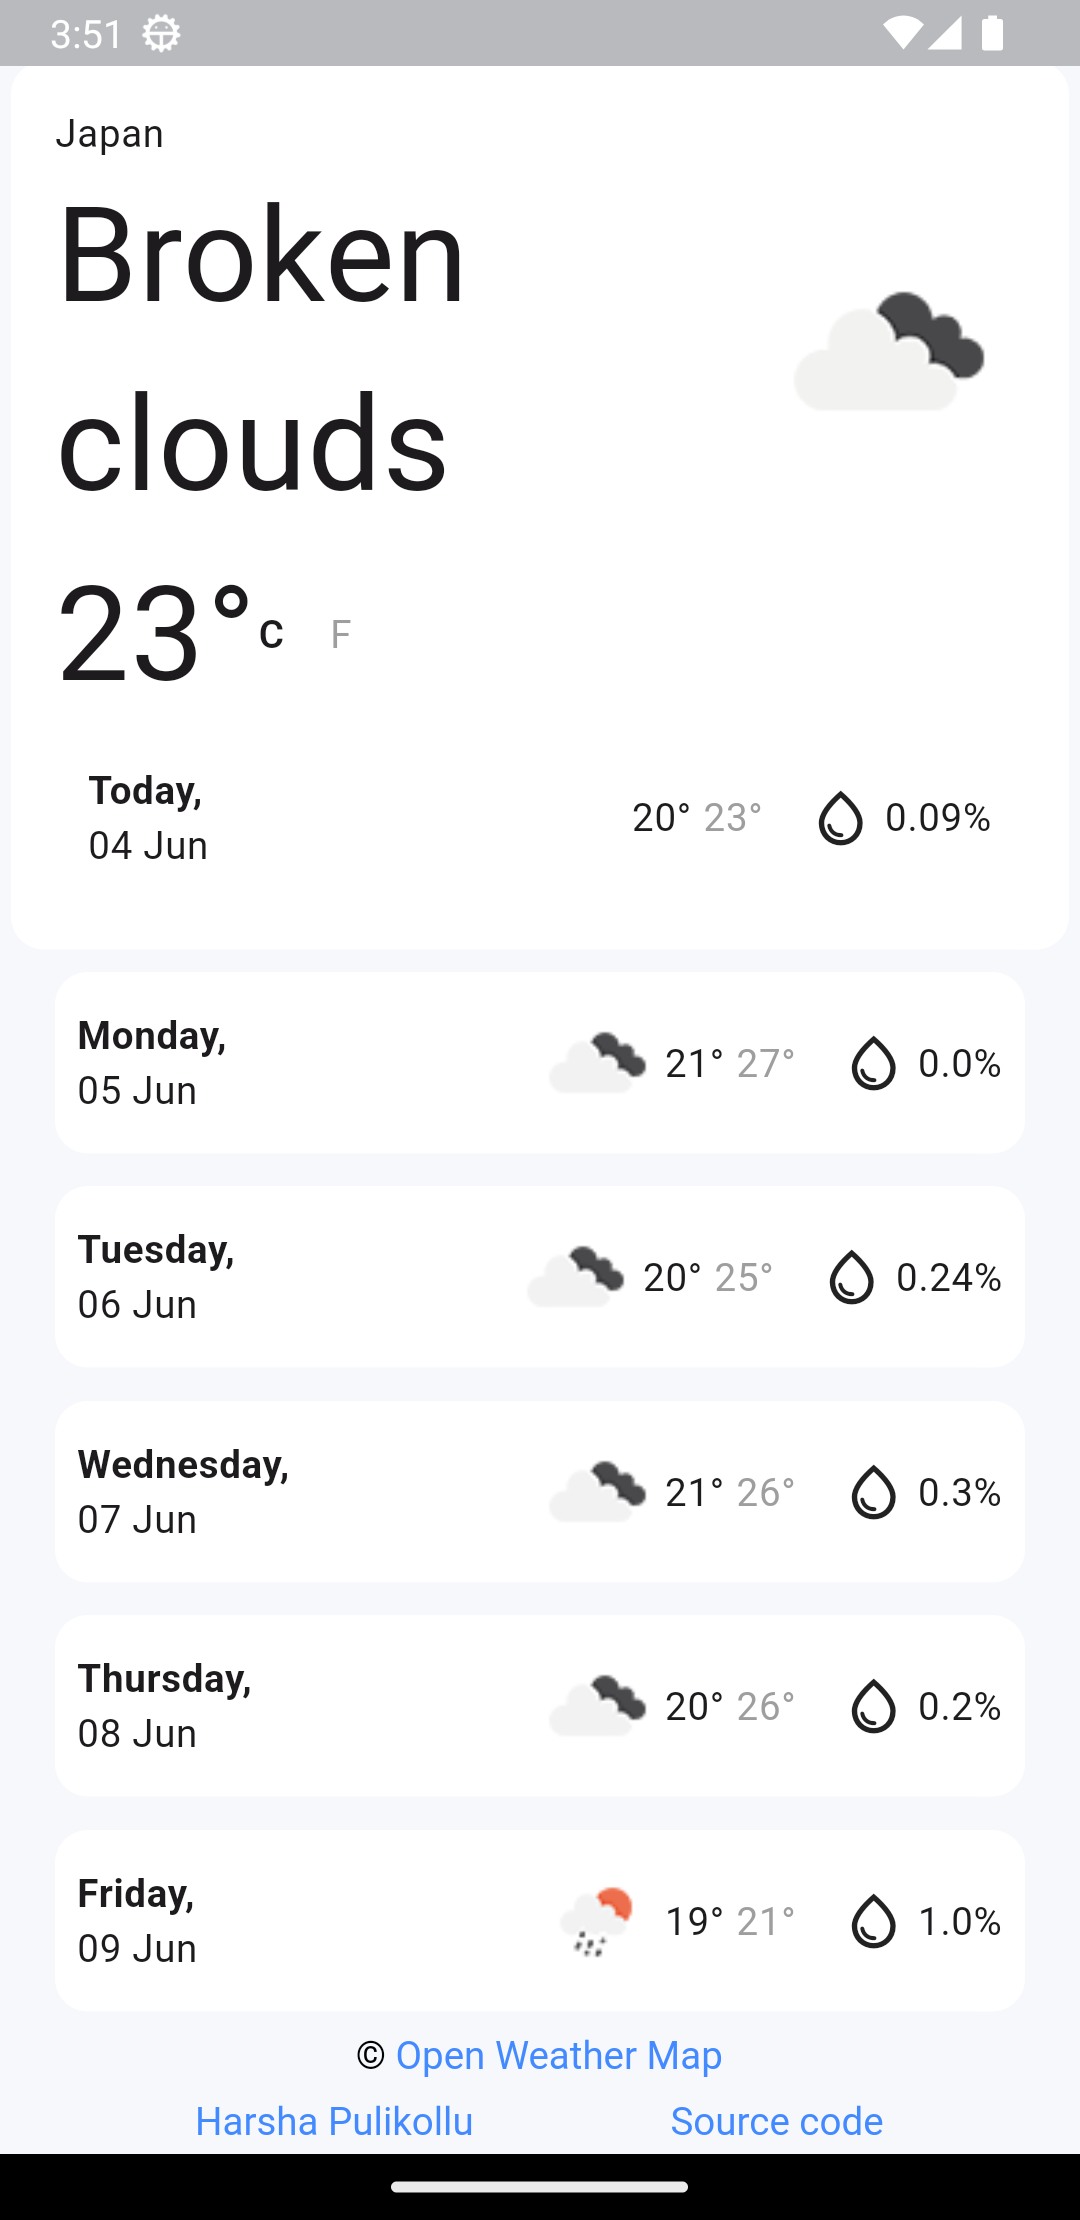 3:51
Japan
Broken
clouds
23° C F
Today,
04 Jun
20° 23° 0.09%
Monday,
05 Jun
21° 27° 0.0%
Tuesday,
06 Jun
20° 25° 0.24%
Wednesday,
07 Jun
21° 26° 0.3%
Thursday,
08 Jun
20° 26° 0.2%
Friday,
09 Jun
19° 21° 1.0%
© Open Weather Map
Harsha Pulikollu Source code